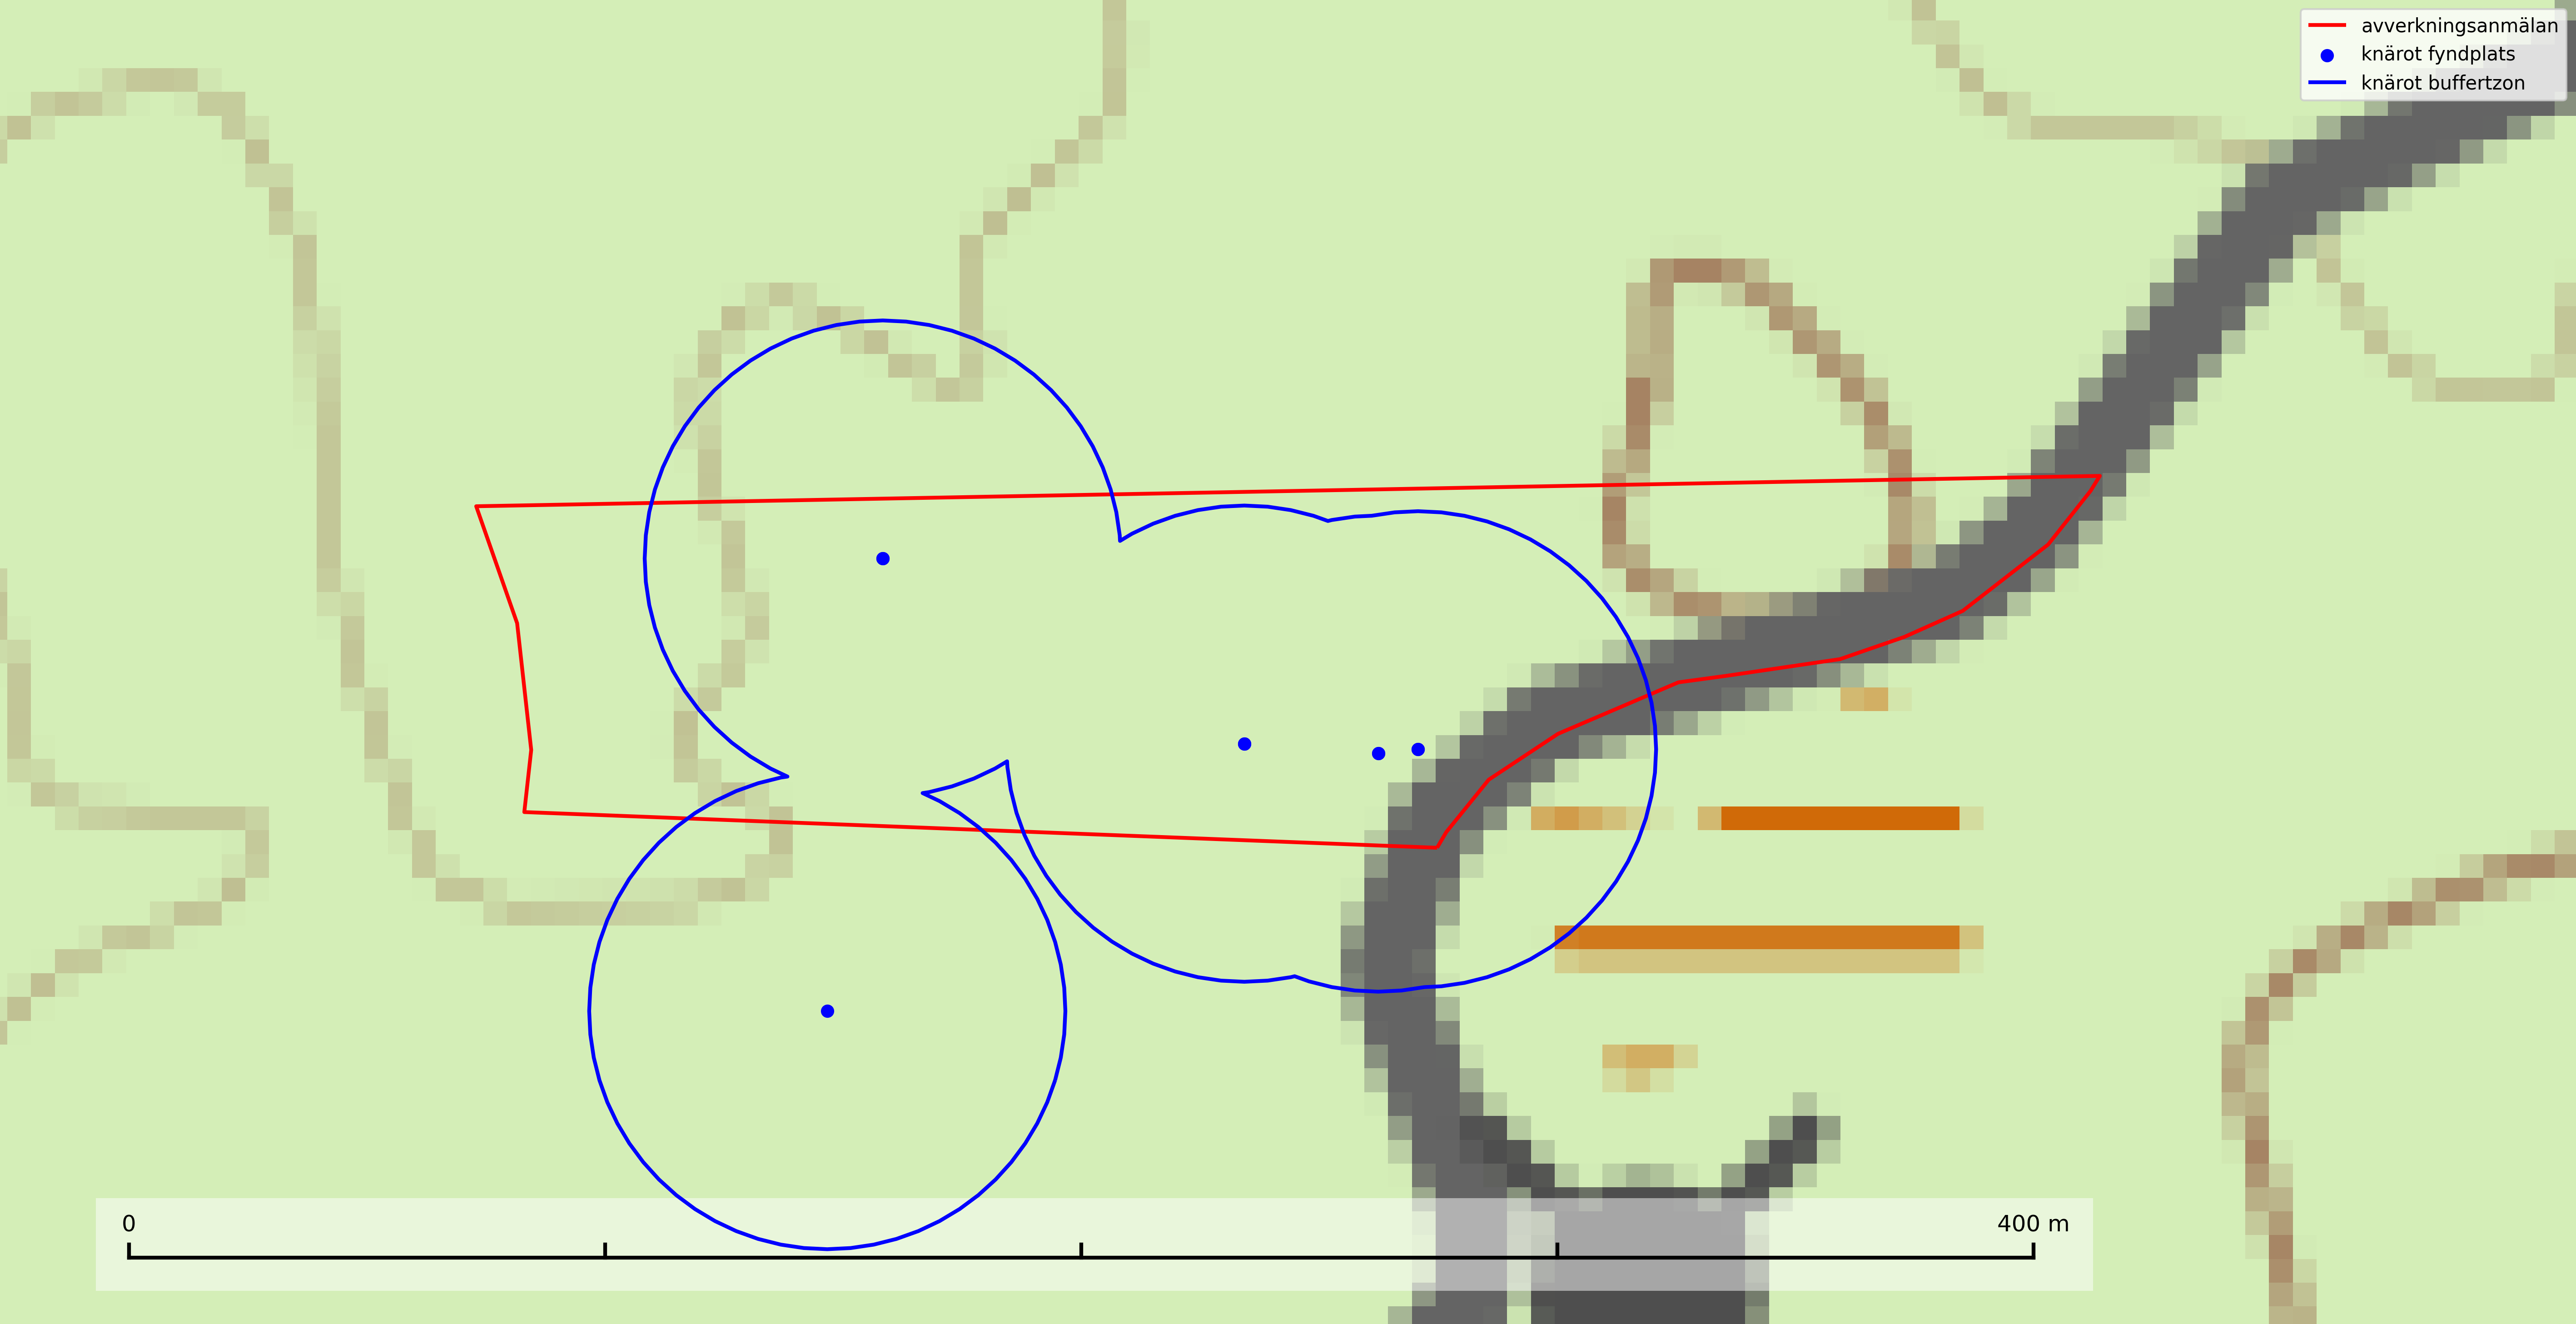 avverkningsanmälan
knärot fyndplats
knärot buffertzon
0 400 m